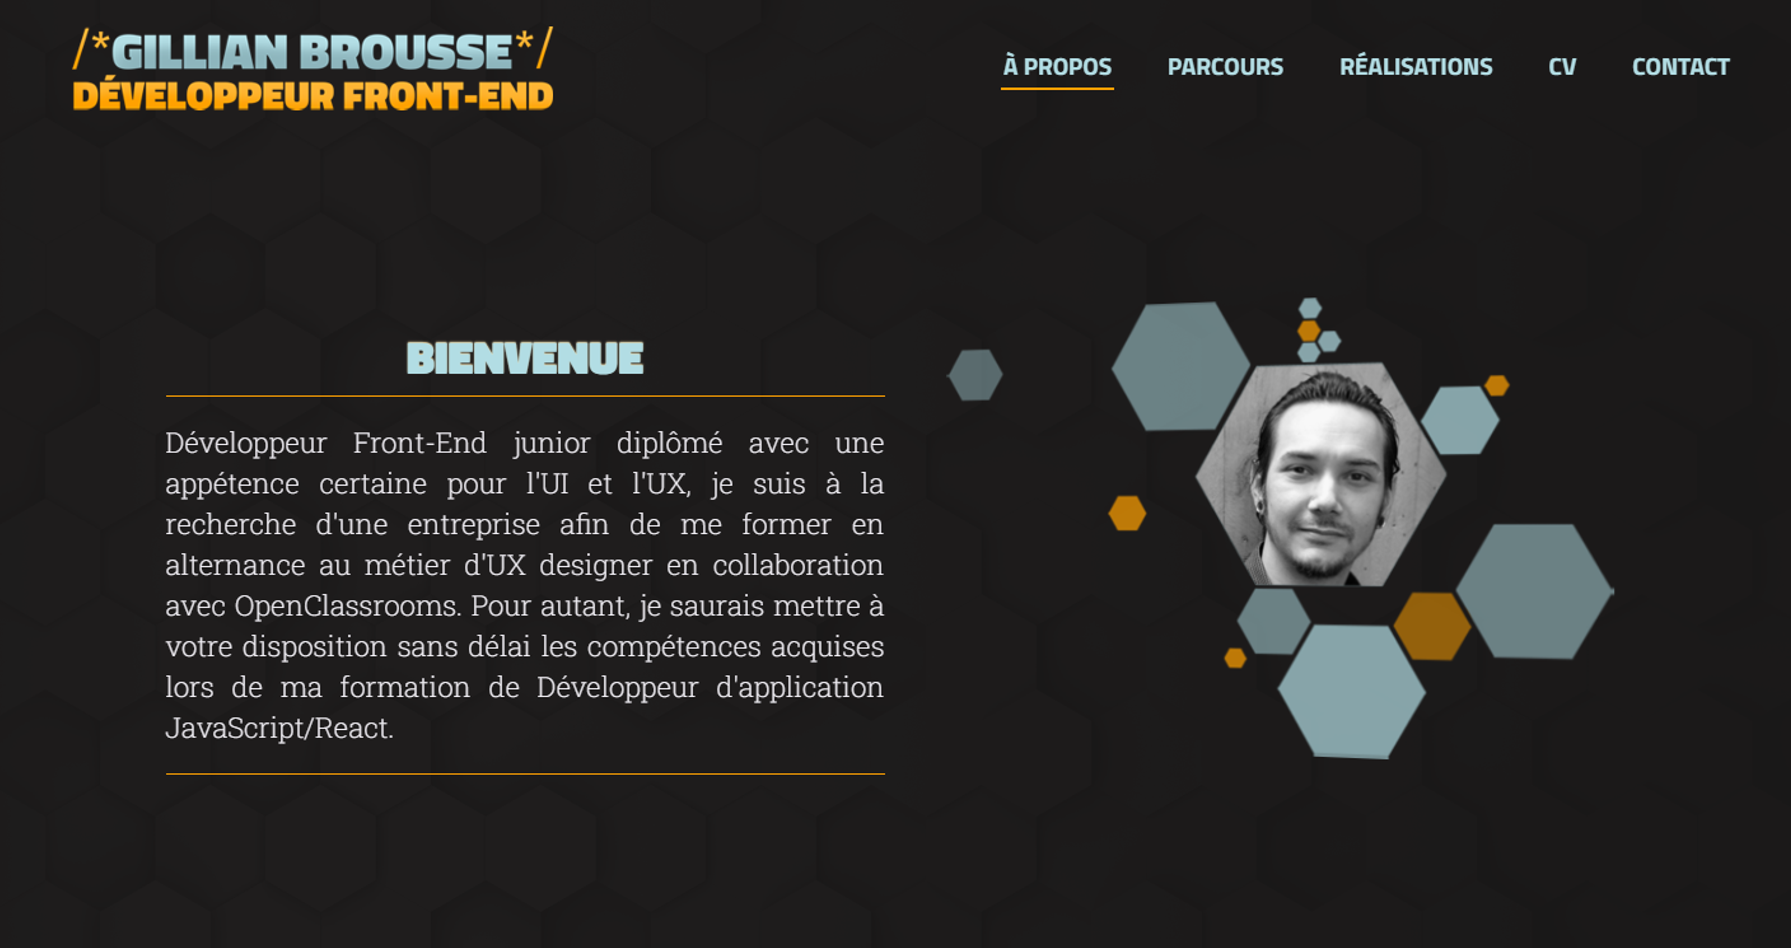 /*GILLIAN BROUSSE*/
DÉVELOPPEUR FRONT-END
À PROPOS PARCOURS RÉALISATIONS CV CONTACT
BIENVENUE
Développeur Front-End junior diplômé avec une
appétence certaine pour l'UI et l'UX, je suis à la
recherche d'une entreprise afin de me former en
alternance au métier d'UX designer en collaboration
avec OpenClassrooms. Pour autant, je saurais mettre à
votre disposition sans délai les compétences acquises
lors de ma formation de Développeur d'application
JavaScript/React.